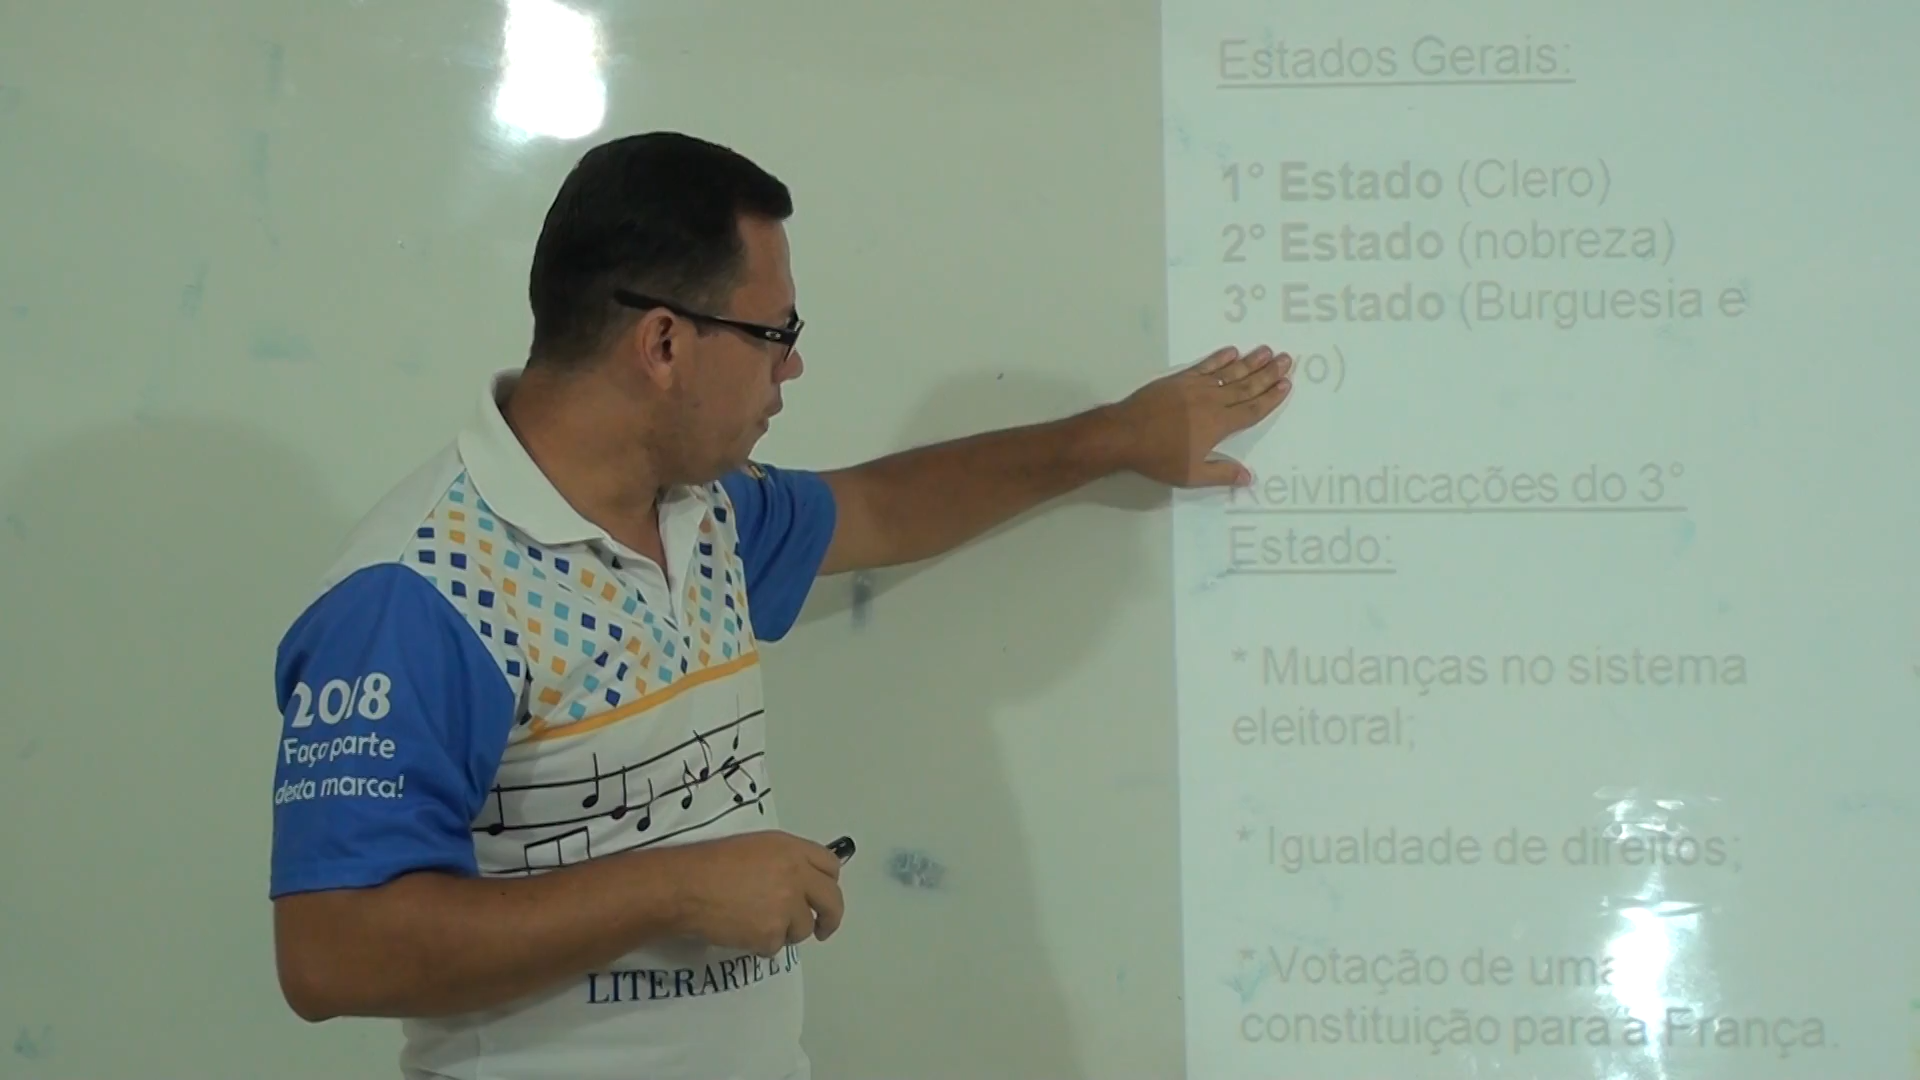 Estados Gerais:
1° Estado (Clero)
2° Estado (nobreza)
3° Estado (Burguesia e
vo)
Reivindicações do 3°
Estado:
* Mudanças no sistema
eleitoral;
* Igualdade de direitos;
* Votação de uma
constituição para a França.
2018
Faço parte
desta marca!
LITERARTE E